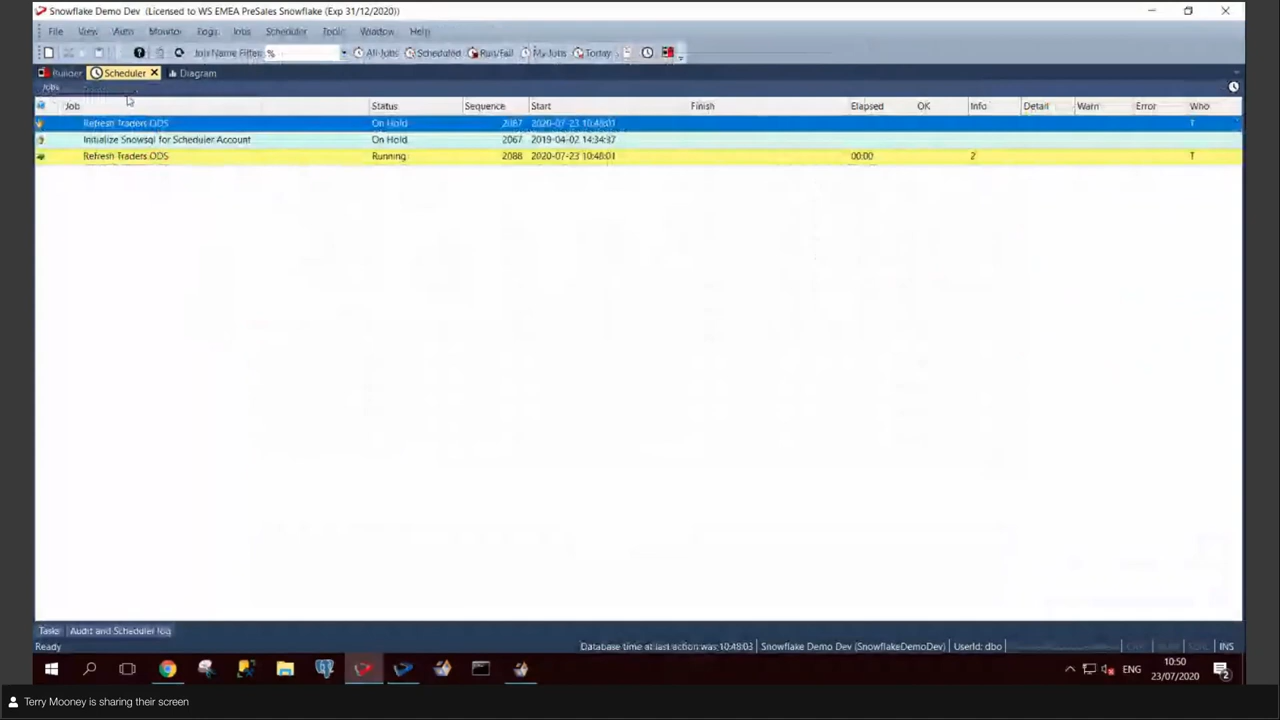 Snowflake Demo Dev (Licensed to WS EMEA PreSales Snowflake (Exp 31/12/2020))
File View Auto Monitor Logs Jobs Scheduler Tools Window Help
Job Name Filter: % All Jobs Scheduled Run/Fail My Jobs Today
Builder Scheduler Diagram
Jobs
Job Status Sequence Start Finish Elapsed OK Info Detail Warn Error Who
Refresh Traders ODS On Hold 2087 2020-07-23 10:48:01 T
Initialize Snowsql for Scheduler Account On Hold 2067 2019-04-02 14:34:37
Refresh Traders ODS Running 2088 2020-07-23 10:48:01 00:00 2 T
Tasks Audit and Scheduler log
Ready Database time at last action was 10:48:03 Snowflake Demo Dev (SnowflakeDemoDev) UserId: dbo INS
ENG 10:50
23/07/2020 2
Terry Mooney is sharing their screen